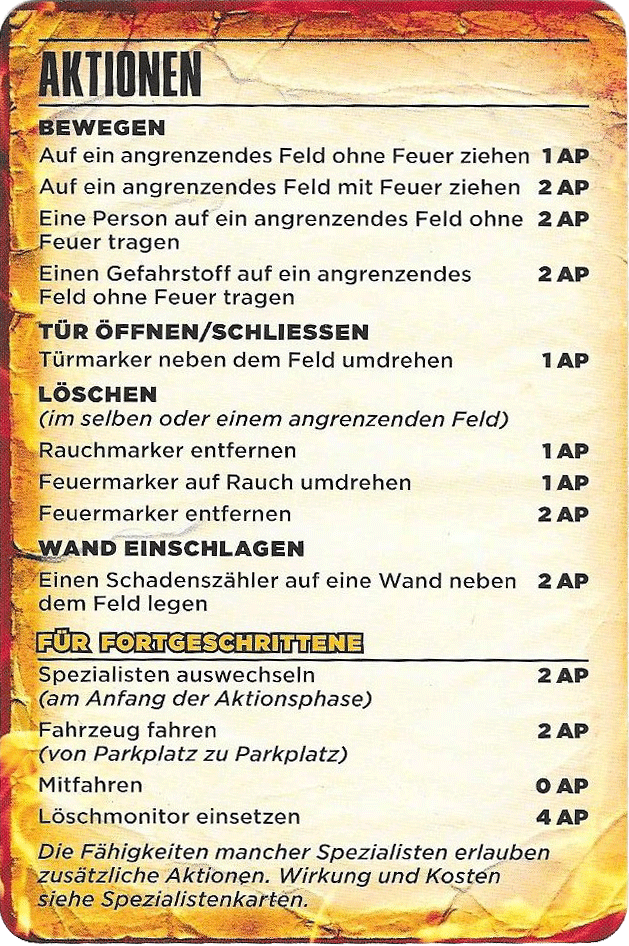 AKTIONEN
BEWEGEN
Auf ein angrenzendes Feld ohne Feuer ziehen 1 AP
Auf ein angrenzendes Feld mit Feuer ziehen 2 AP
Eine Person auf ein angrenzendes Feld ohne 2 AP
Feuer tragen
Einen Gefahrstoff auf ein angrenzendes 2 AP
Feld ohne Feuer tragen
TÜR ÖFFNEN/SCHLIESSEN
Türmarker neben dem Feld umdrehen 1 AP
LÖSCHEN
(im selben oder einem angrenzenden Feld)
Rauchmarker entfernen 1 AP
Feuermarker auf Rauch umdrehen 1 AP
Feuermarker entfernen 2 AP
WAND EINSCHLAGEN
Einen Schadenszähler auf eine Wand neben 2 AP
dem Feld legen
FÜR FORTGESCHRITTENE
Spezialisten auswechseln 2 AP
(am Anfang der Aktionsphase)
Fahrzeug fahren 2 AP
(von Parkplatz zu Parkplatz)
Mitfahren 0 AP
Löschmonitor einsetzen 4 AP
Die Fähigkeiten mancher Spezialisten erlauben
zusätzliche Aktionen. Wirkung und Kosten
siehe Spezialistenkarten.